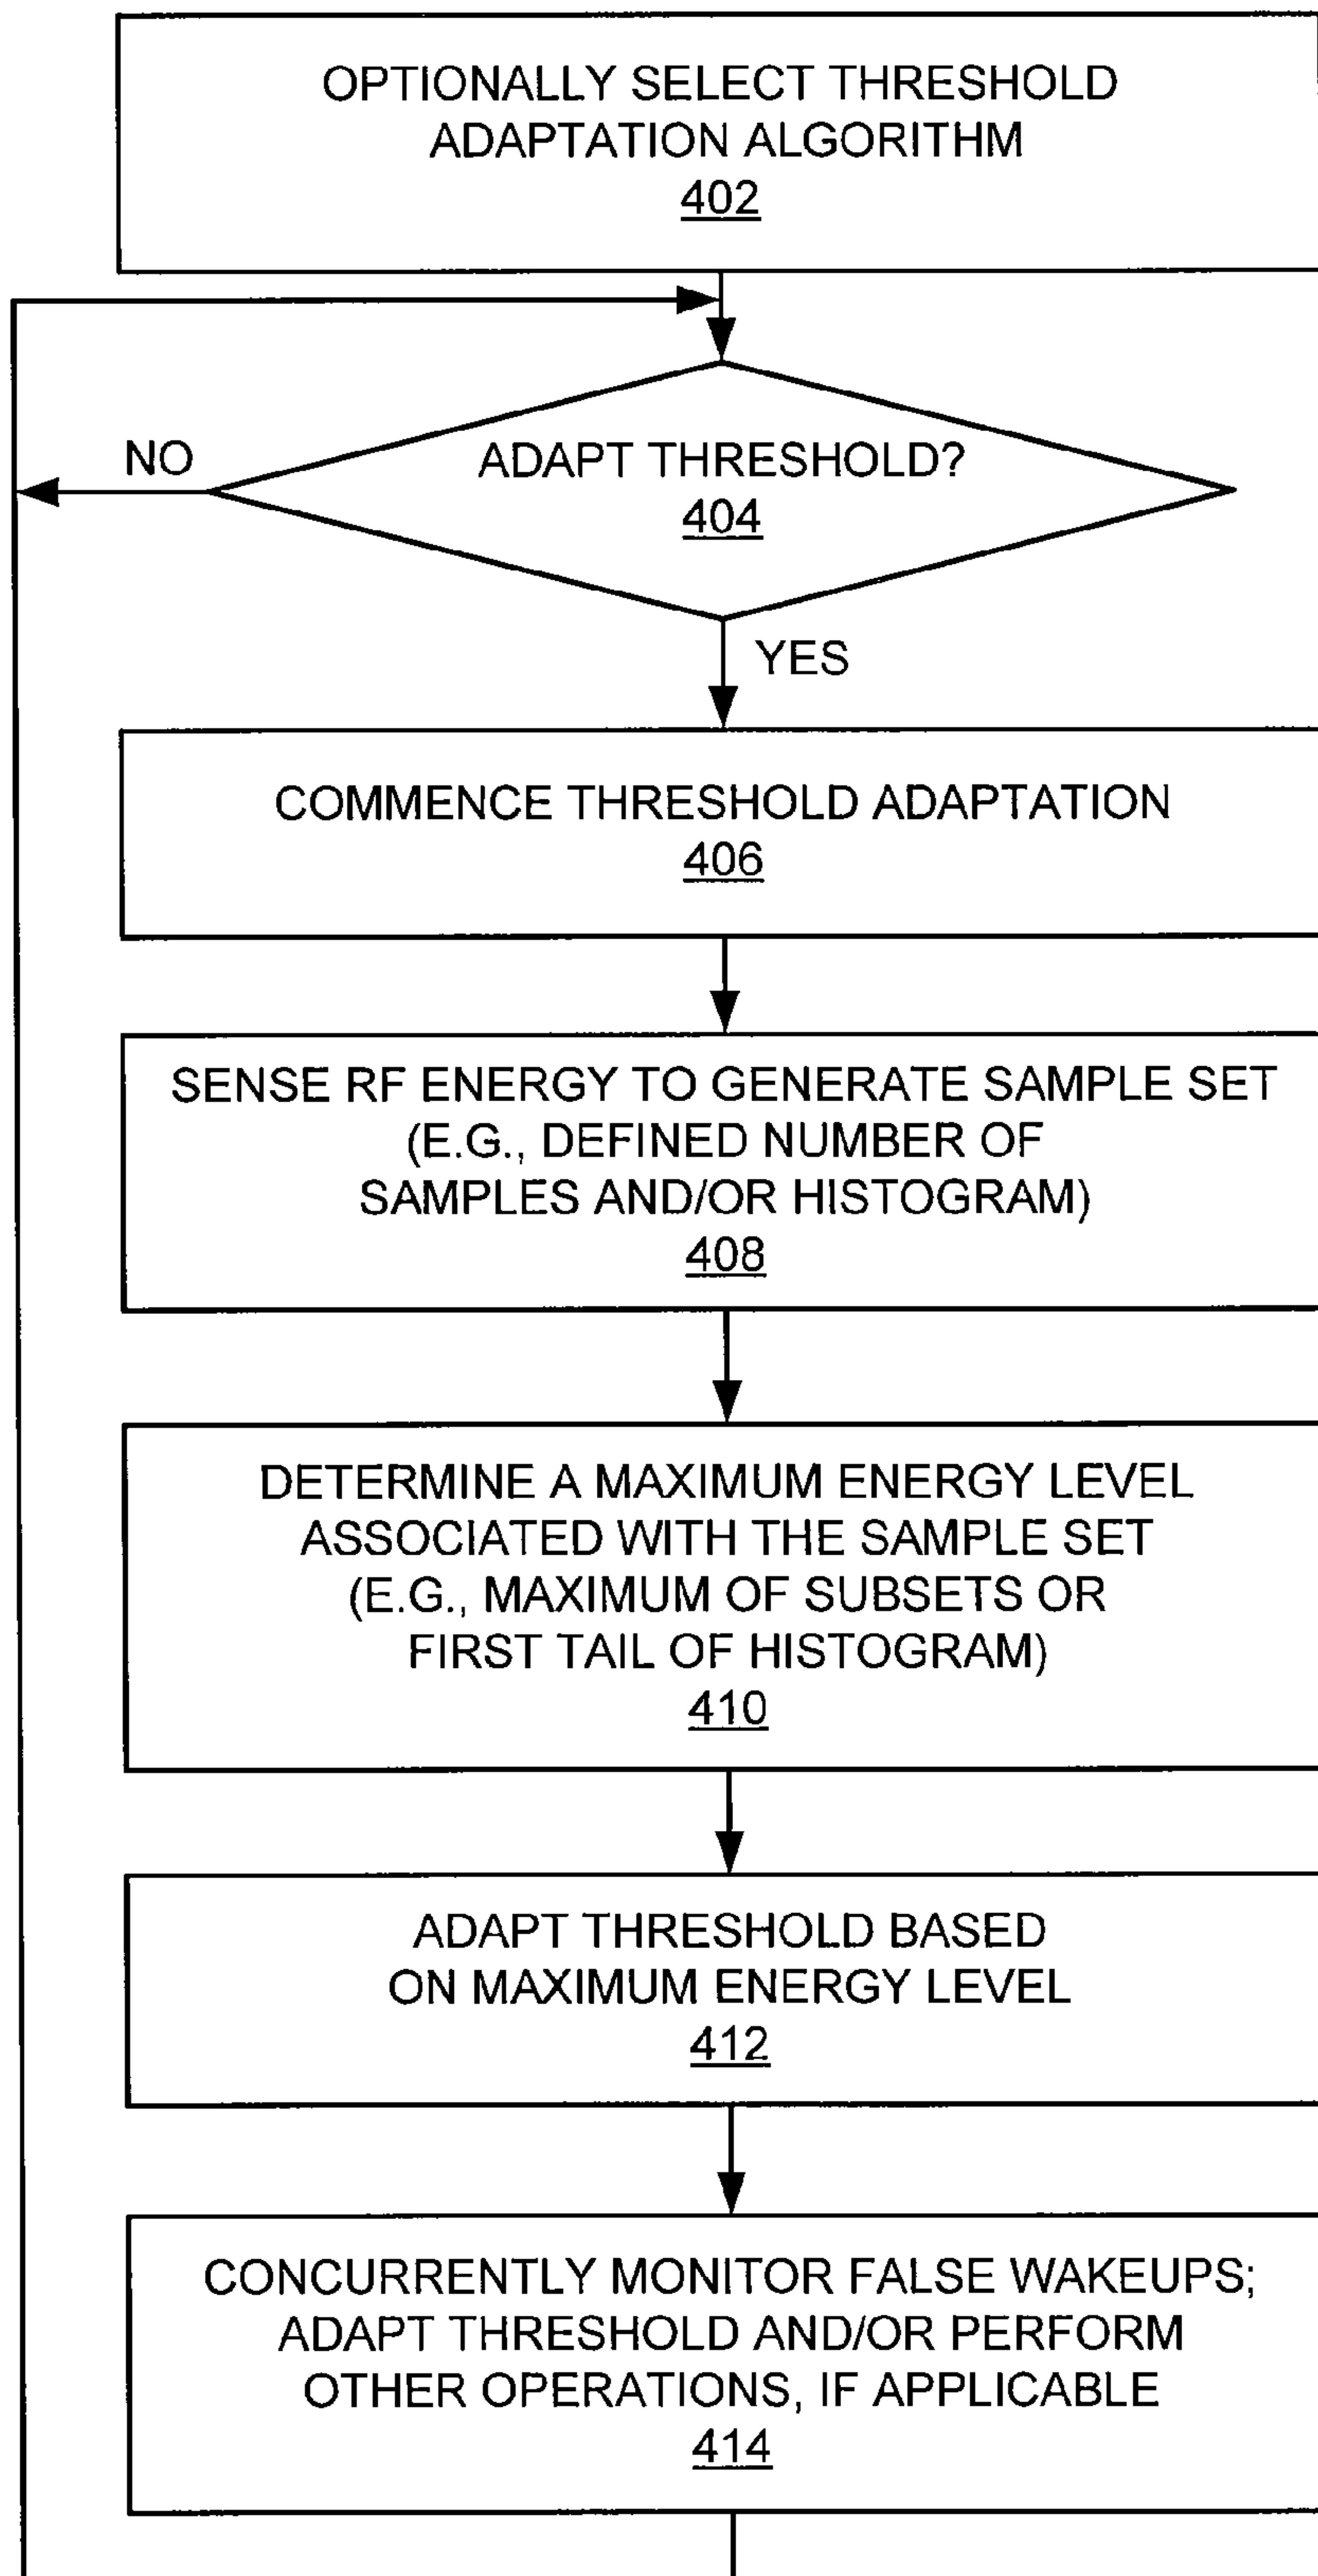 OPTIONALLY SELECT THRESHOLD
ADAPTATION ALGORITHM
402
NO
ADAPT THRESHOLD?
404
YES
COMMENCE THRESHOLD ADAPTATION
406
SENSE RF ENERGY TO GENERATE SAMPLE SET
(E.G., DEFINED NUMBER OF
SAMPLES AND/OR HISTOGRAM)
408
DETERMINE A MAXIMUM ENERGY LEVEL
ASSOCIATED WITH THE SAMPLE SET
(E.G., MAXIMUM OF SUBSETS OR
FIRST TAIL OF HISTOGRAM)
410
ADAPT THRESHOLD BASED
ON MAXIMUM ENERGY LEVEL
412
CONCURRENTLY MONITOR FALSE WAKEUPS;
ADAPT THRESHOLD AND/OR PERFORM
OTHER OPERATIONS, IF APPLICABLE
414